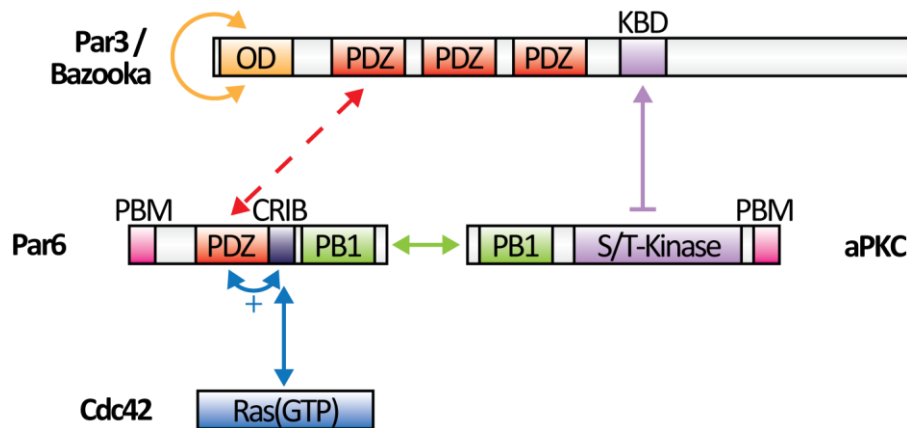 KBD
Par3 /
Bazooka
OD PDZ PDZ PDZ
PBM CRIB PBM
Par6 PDZ PB1 PB1 S/T-Kinase aPKC
+
Cdc42 Ras(GTP)